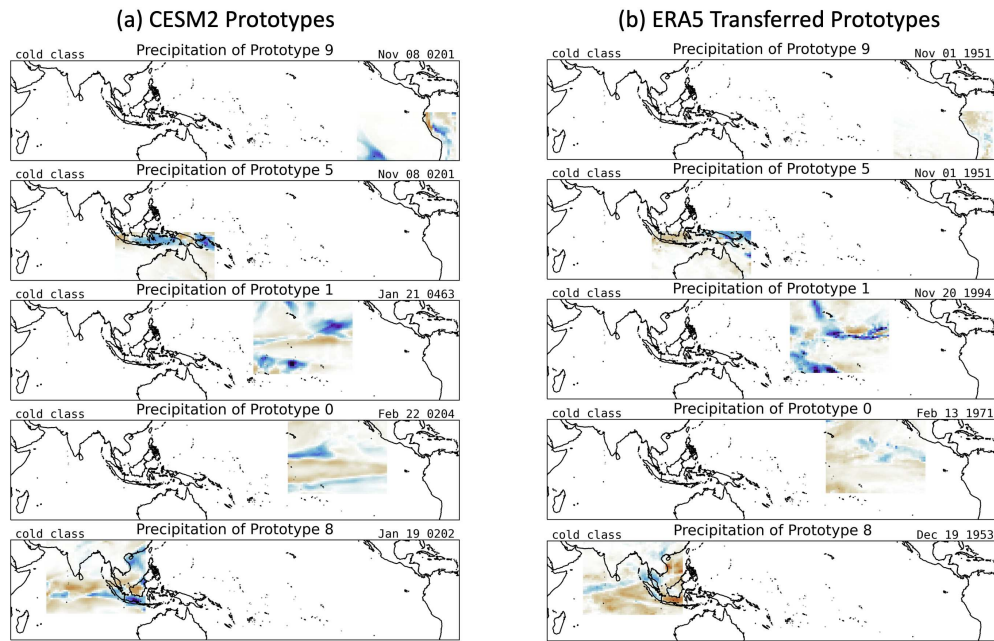 (a) CESM2 Prototypes
cold class Precipitation of Prototype 9 Nov 08 0201
cold class Precipitation of Prototype 5 Nov 08 0201
cold class Precipitation of Prototype 1 Jan 21 0463
cold class Precipitation of Prototype 0 Feb 22 0204
cold class Precipitation of Prototype 8 Jan 19 0202
(b) ERA5 Transferred Prototypes
cold class Precipitation of Prototype 9 Nov 01 1951
cold class Precipitation of Prototype 5 Nov 01 1951
cold class Precipitation of Prototype 1 Nov 20 1994
cold class Precipitation of Prototype 0 Feb 13 1971
cold class Precipitation of Prototype 8 Dec 19 1953